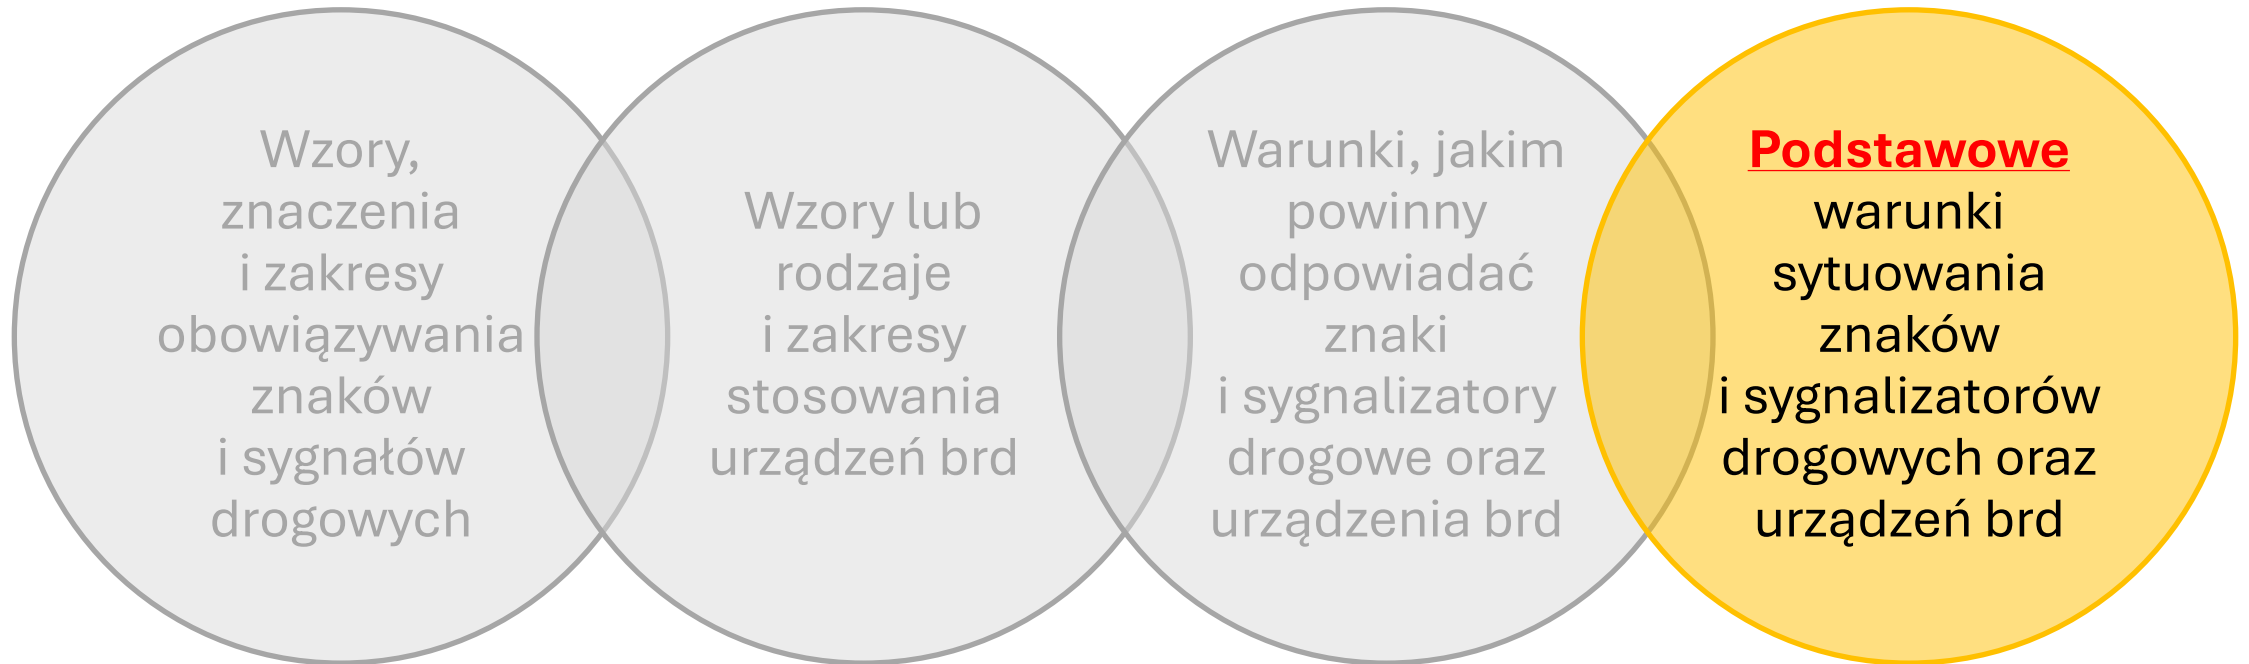 Wzory,
znaczenia
i zakresy
obowiązywania
znaków
i sygnałów
drogowych
Wzory lub
rodzaje
i zakresy
stosowania
urządzeń brd
Warunki, jakim
powinny
odpowiadać
znaki
i sygnalizatory
drogowe oraz
urządzenia brd
Podstawowe
warunki
sytuowania
znaków
i sygnalizatorów
drogowych oraz
urządzeń brd